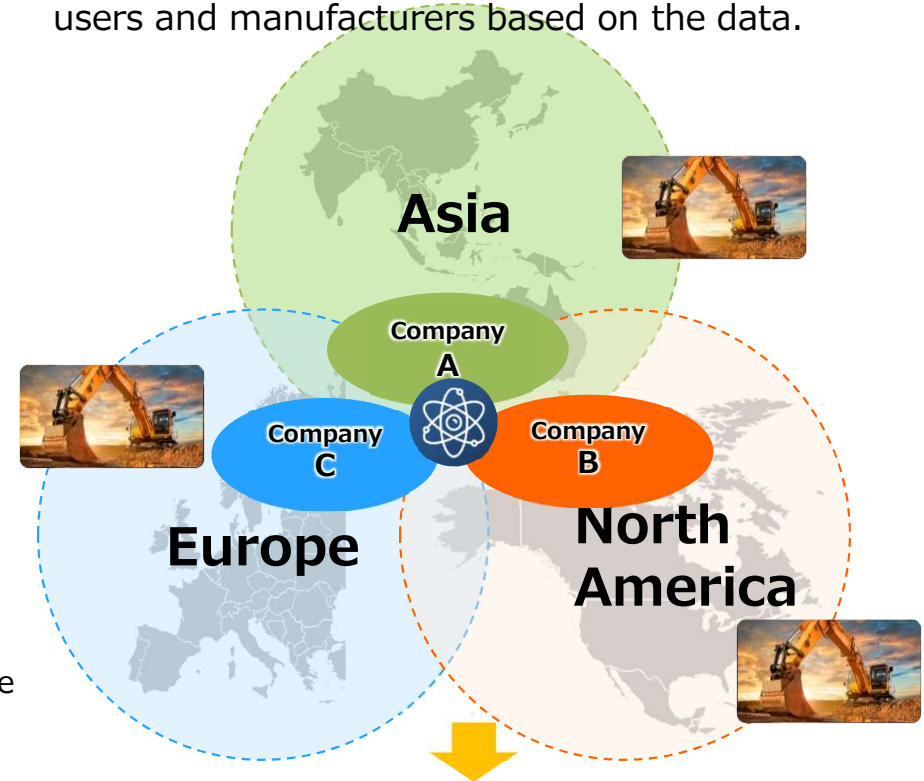 users and manufacturers based on the data.
Asia
Company
A
Company
C
Company
B
Europe
North
America
e